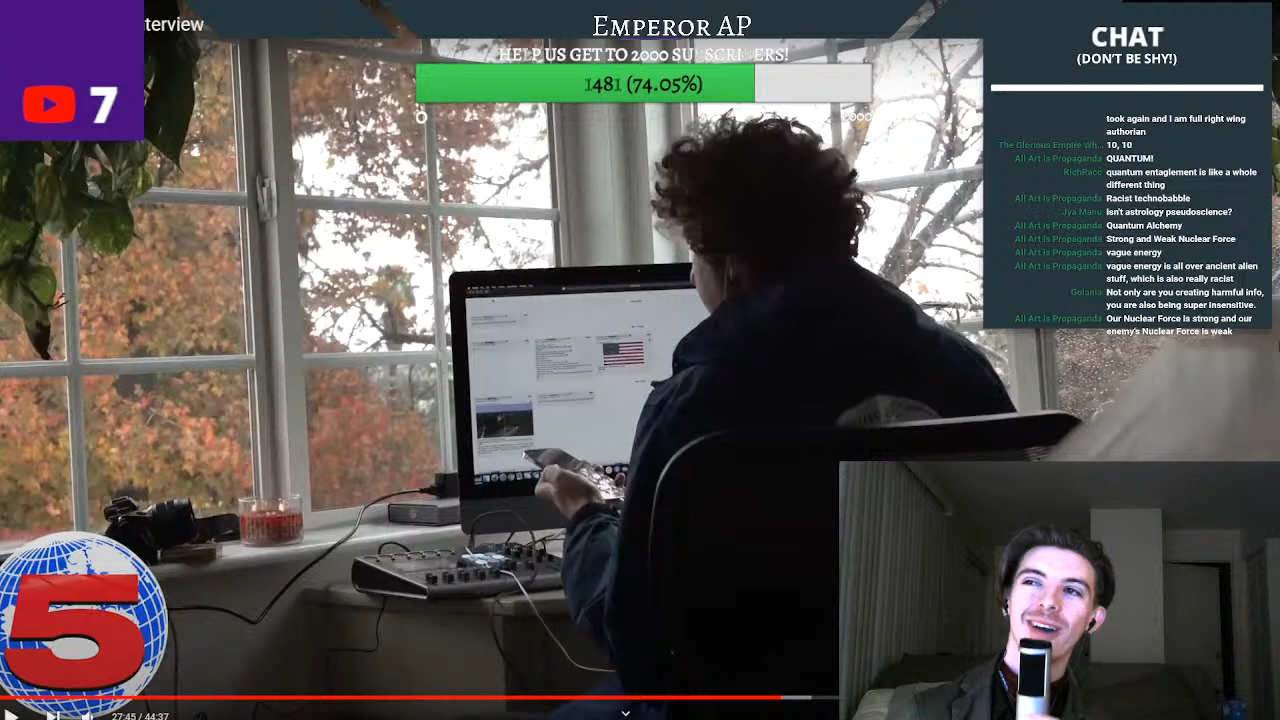 nterview
7
EMPEROR AP
HELP US GET TO 2000 SUBSCRIBERS!
1481 (74.05%)
0
CHAT
(DON'T BE SHY!)
took again and I am full right wing
authorian
The Glorious Empire Wh... 10, 10
All Art is Propaganda QUANTUM!
RichRacc quantum entaglement is like a whole
different thing
All Art is Propaganda Racist technobabble
Jya Manu Isn't astrology pseudoscience?
All Art is Propaganda Quantum Alchemy
All Art is Propaganda Strong and Weak Nuclear Force
All Art is Propaganda vague energy
All Art is Propaganda vague energy is all over ancient alien
stuff, which is also really racist
Golania Not only are you creating harmful info,
you are also being super insensitive.
All Art is Propaganda Our Nuclear Force is strong and our
enemy's Nuclear Force is weak
5
27:45 / 44:37